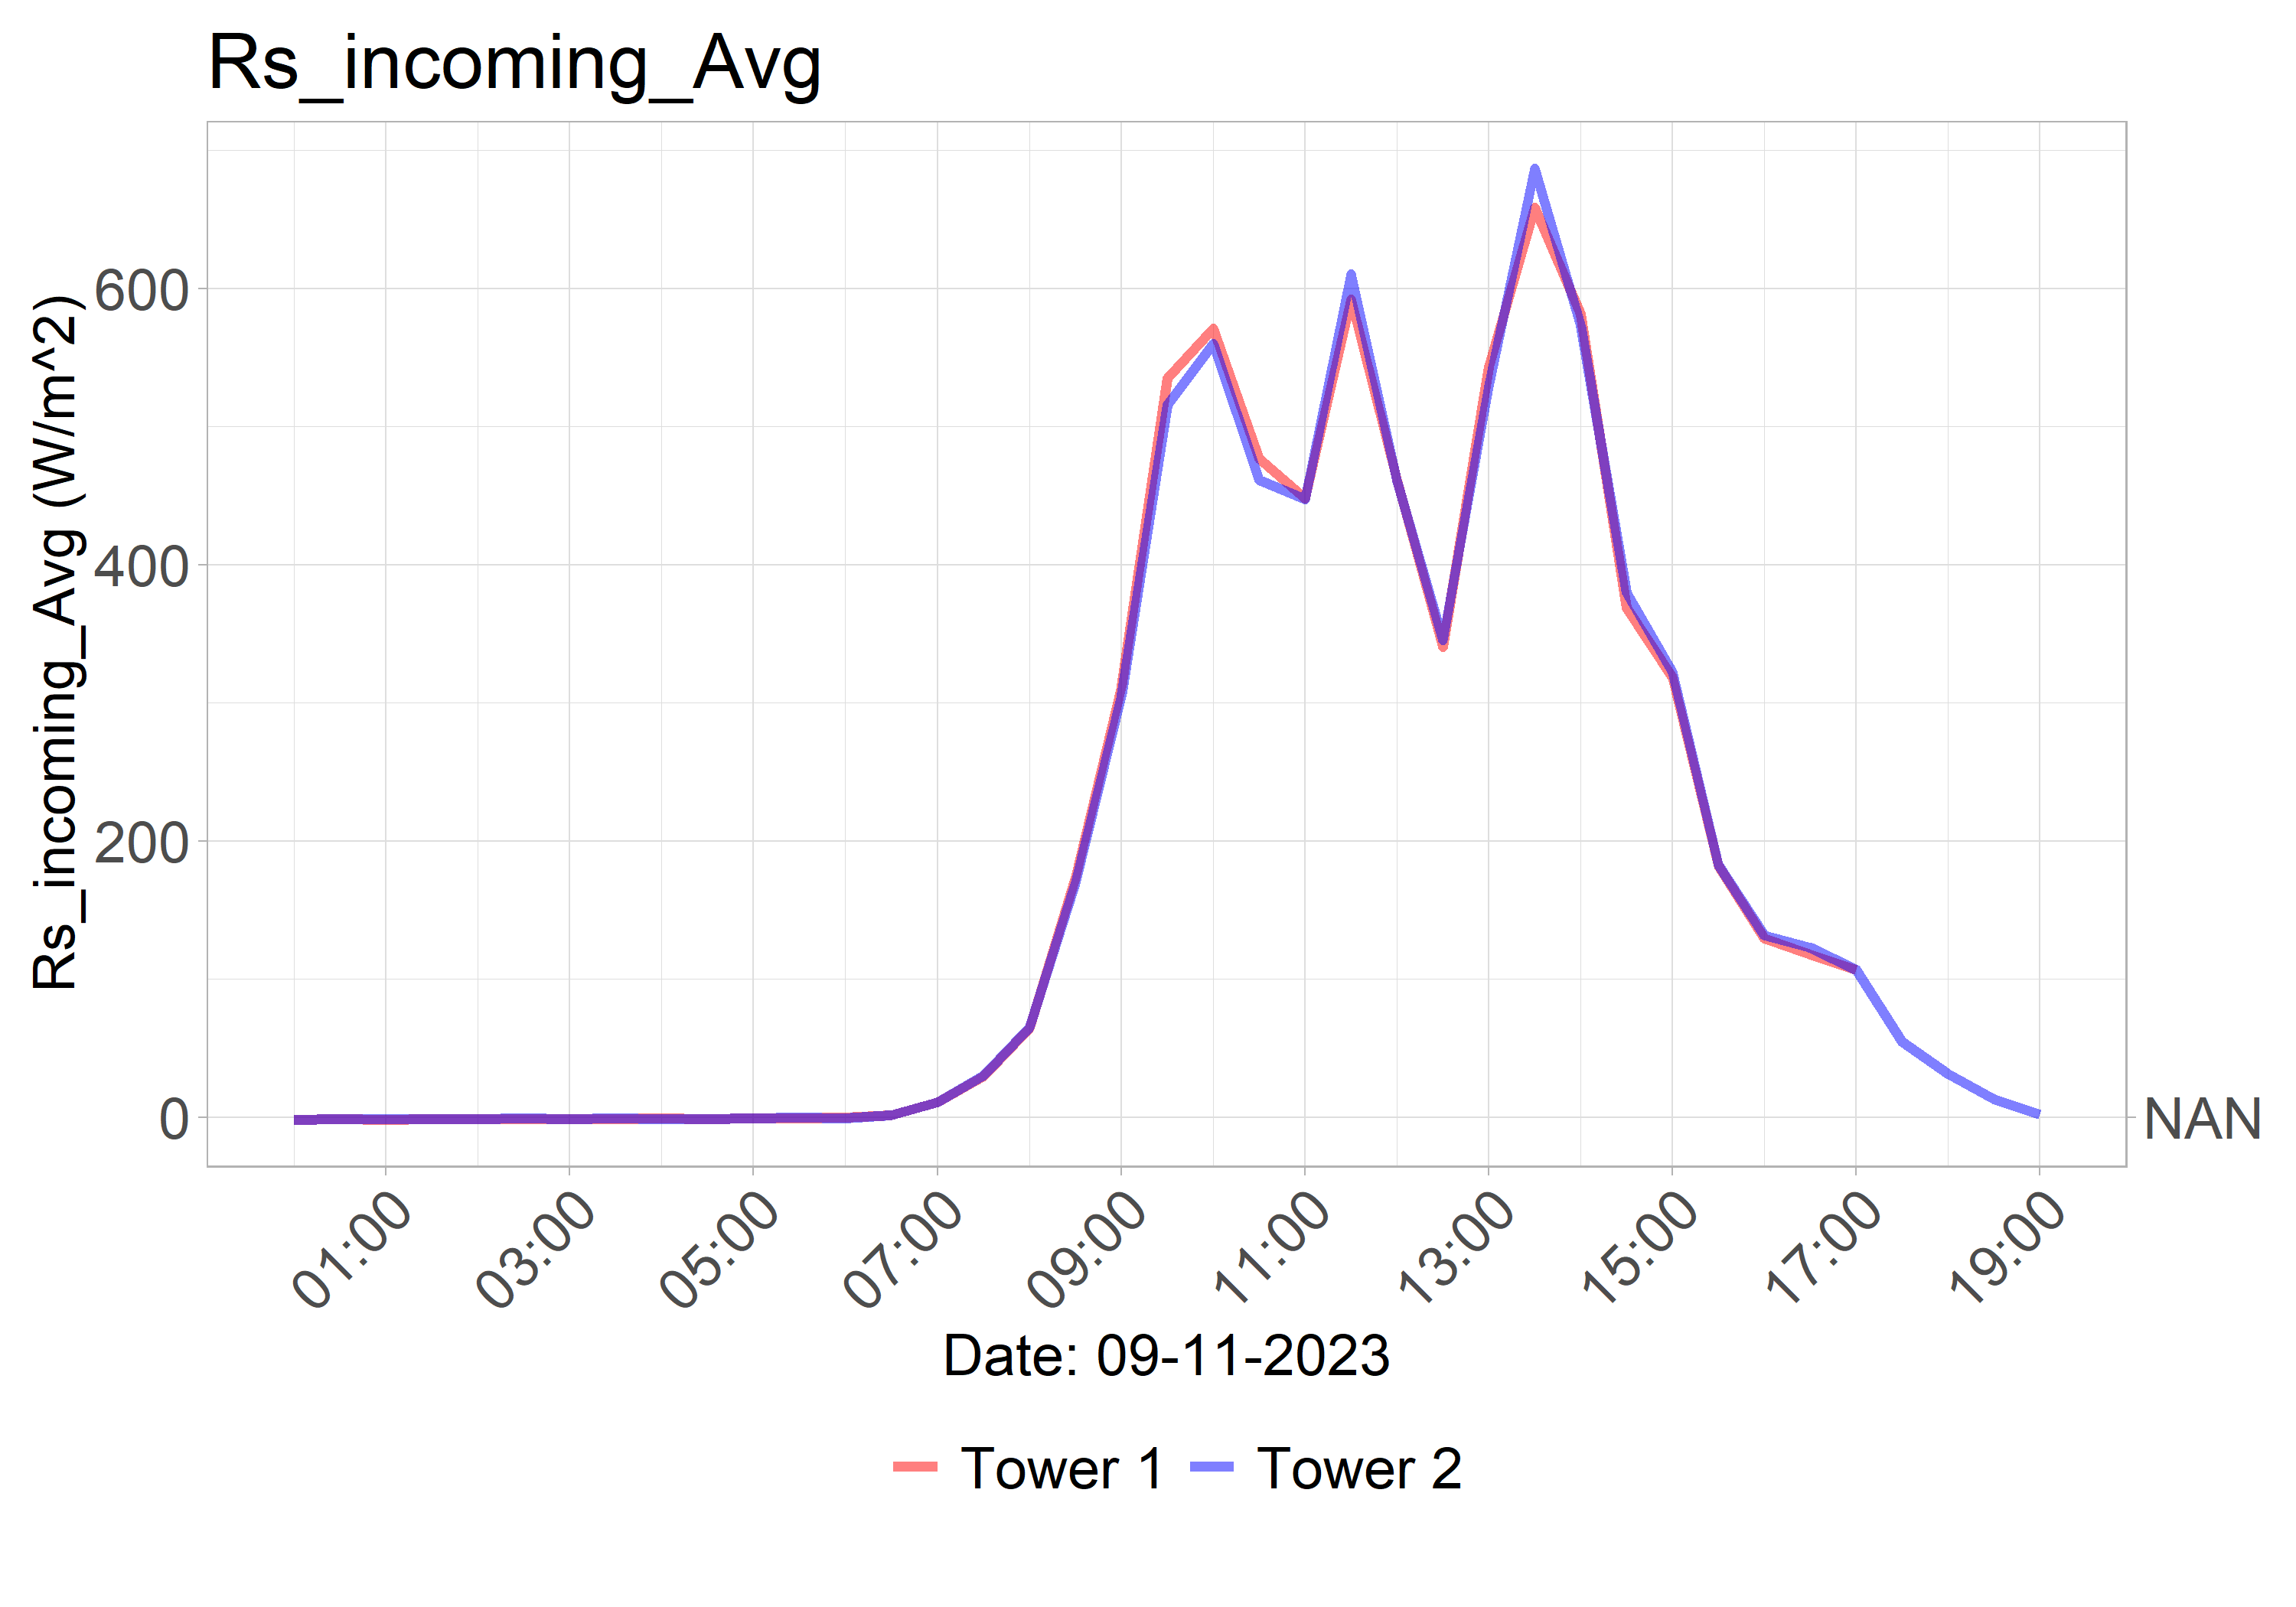 Rs_incoming_Avg
Rs_incoming_Avg (W/m^2)
600
400
200
0
NAN
01:00
03:00
05:00
07:00
09:00
11:00
13:00
15:00
17:00
19:00
Date: 09-11-2023
Tower 1
Tower 2